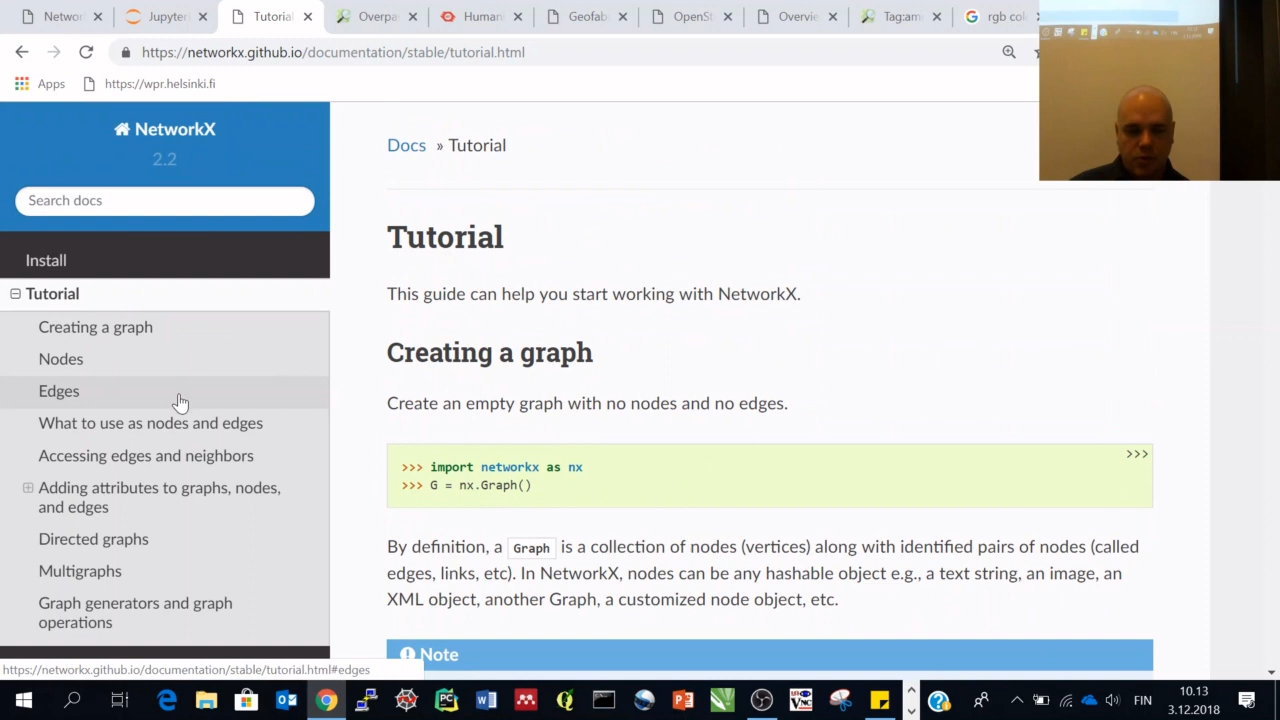 Networ
Jupyter
Tutorial
Overpa
Humani
Geofab
OpenSt
Overvie
Tag:am
rgb col
https://networkx.github.io/documentation/stable/tutorial.html
Apps
https://wpr.helsinki.fi
NetworkX
2.2
Search docs
Install
Tutorial
Creating a graph
Nodes
Edges
What to use as nodes and edges
Accessing edges and neighbors
Adding attributes to graphs, nodes,
and edges
Directed graphs
Multigraphs
Graph generators and graph
operations
https://networkx.github.io/documentation/stable/tutorial.html#edges
Docs » Tutorial
Tutorial
This guide can help you start working with NetworkX.
Creating a graph
Create an empty graph with no nodes and no edges.
>>>
>>> import networkx as nx
>>> G = nx.Graph()
By definition, a Graph is a collection of nodes (vertices) along with identified pairs of nodes (called
edges, links, etc). In NetworkX, nodes can be any hashable object e.g., a text string, an image, an
XML object, another Graph, a customized node object, etc.
Note
FIN
10.13
3.12.2018